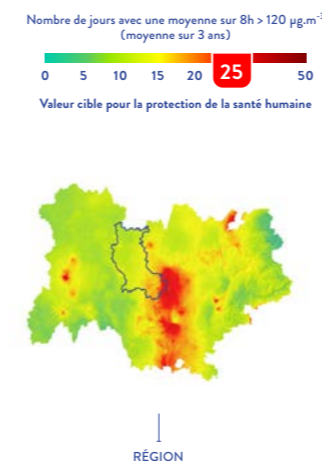 Nombre de jours avec une moyenne sur 8h > 120 µg.m⁻³
(moyenne sur 3 ans)
0 5 10 15 20 25 50
Valeur cible pour la protection de la santé humaine
RÉGION